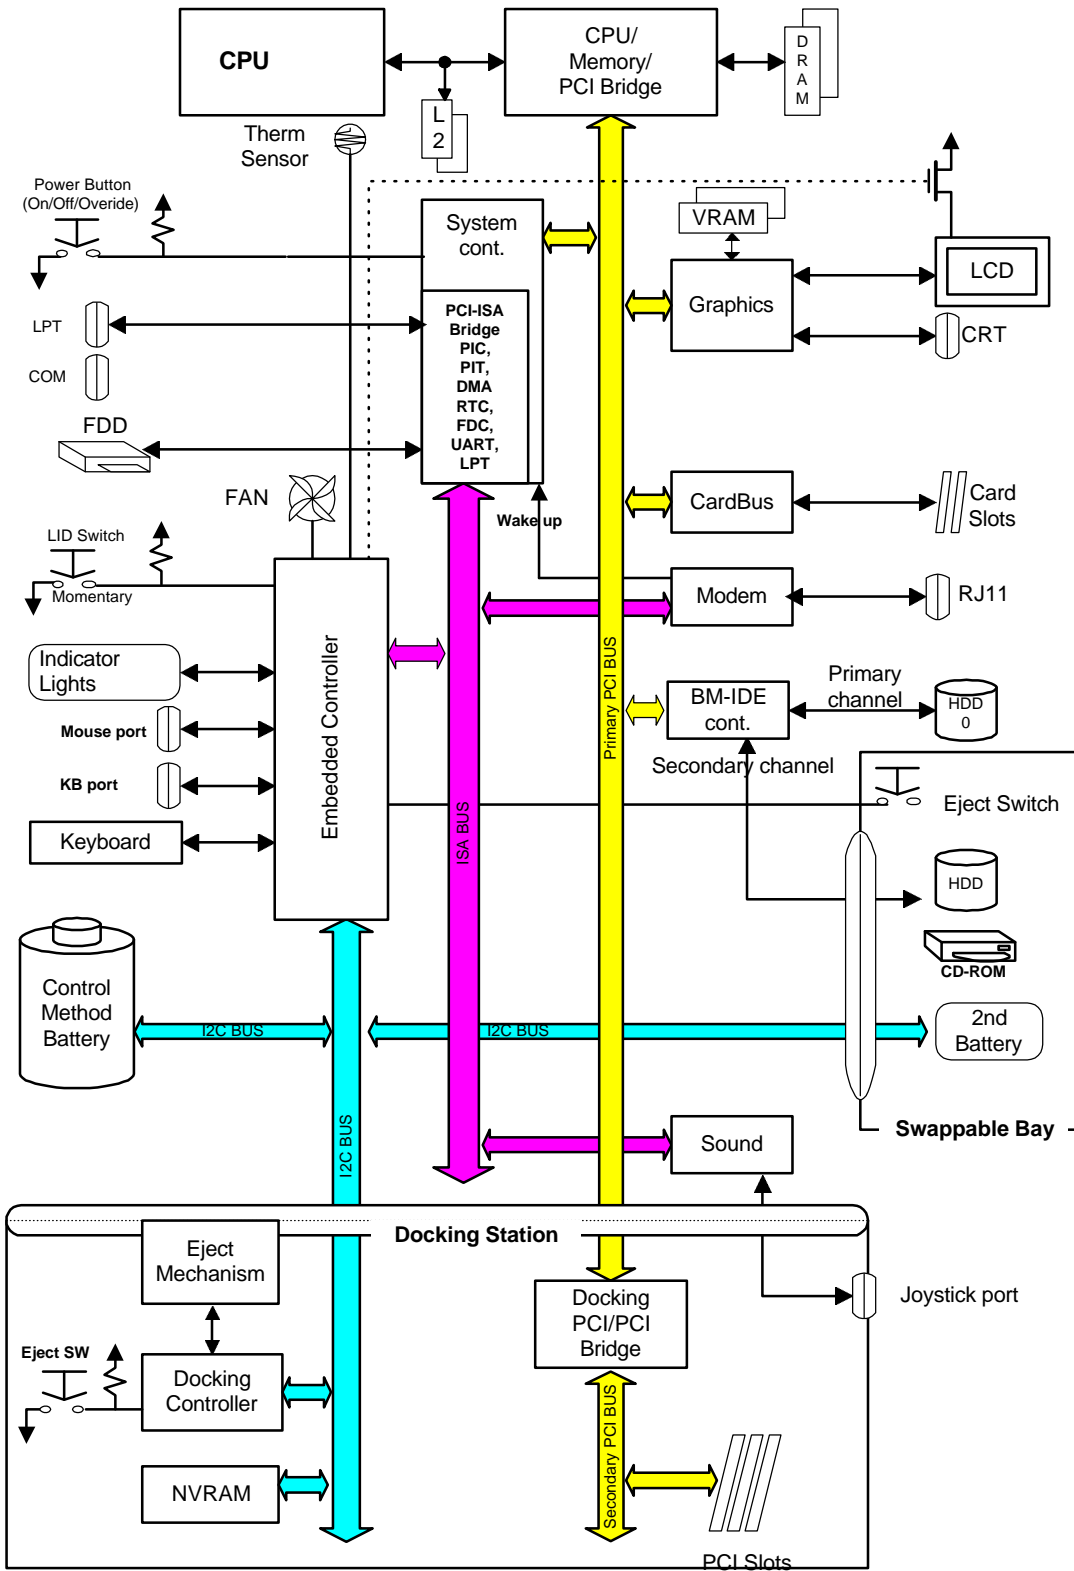 CPU
CPU/
Memory/
PCI Bridge
D
R
A
M
L
2
Therm
Sensor
Power Button
(On/Off/Overide)
System
cont.
VRAM
LCD
PCI-ISA
Bridge
PIC,
PIT,
DMA
RTC,
FDC,
UART,
LPT
Graphics
LPT
CRT
COM
FDD
FAN
CardBus
Card
Slots
Wake up
LID Switch
Momentary
Modem
RJ11
Embedded Controller
Indicator
Lights
Primary PCI BUS
BM-IDE
cont.
Primary
channel
HDD
0
Mouse port
Secondary channel
KB port
Eject Switch
Keyboard
ISA BUS
HDD
CD-ROM
Control
Method
Battery
I2C BUS
I2C BUS
2nd
Battery
I2C BUS
Sound
Swappable Bay
Docking Station
Eject
Mechanism
Docking
PCI/PCI
Bridge
Joystick port
Eject SW
Docking
Controller
Secondary PCI BUS
NVRAM
PCI Slots